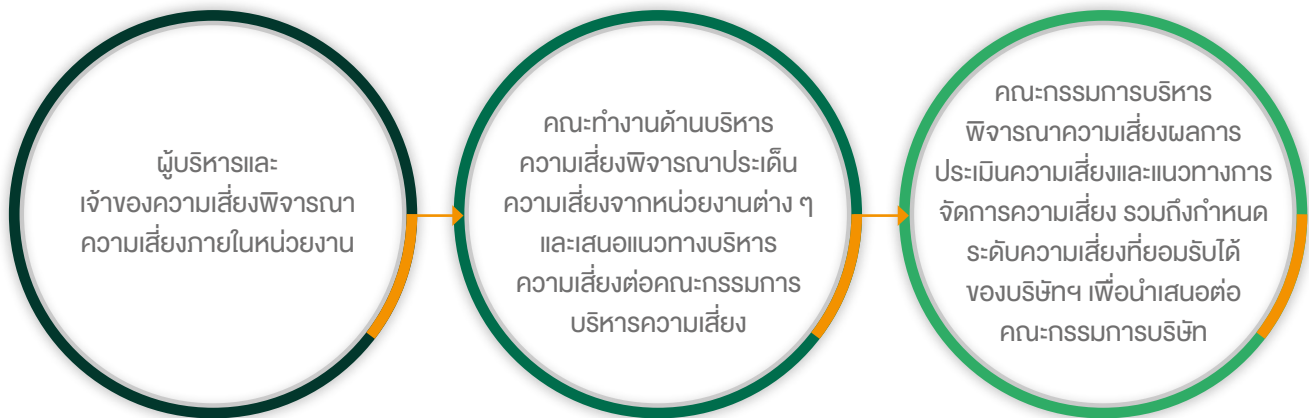 ผู้บริหารและ
เจ้าของความเสี่ยงพิจารณา
ความเสี่ยงภายในหน่วยงาน
คณะทำงานด้านบริหาร
ความเสี่ยงพิจารณาประเด็น
ความเสี่ยงจากหน่วยงานต่าง ๆ
และเสนอแนวทางบริหาร
ความเสี่ยงต่อคณะกรรมการ
บริหารความเสี่ยง
คณะกรรมการบริหาร
พิจารณาความเสี่ยงผลการ
ประเมินความเสี่ยงและแนวทางการ
จัดการความเสี่ยง รวมถึงกำหนด
ระดับความเสี่ยงที่ยอมรับได้
ของบริษัทฯ เพื่อนำเสนอต่อ
คณะกรรมการบริษัท